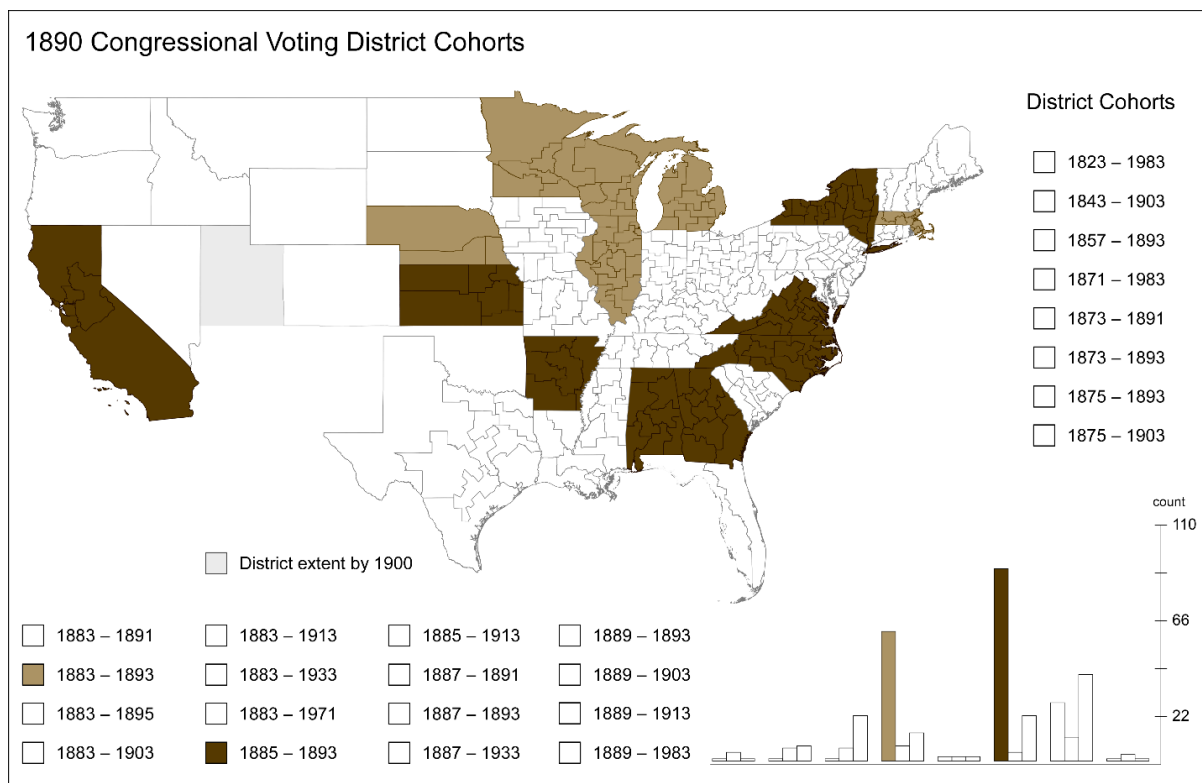 1890 Congressional Voting District Cohorts
District Cohorts
1823 – 1983
1843 – 1903
1857 – 1893
1871 – 1983
1873 – 1891
1873 – 1893
1875 – 1893
1875 – 1903
count
110
66
22
District extent by 1900
1883 – 1891
1883 – 1893
1883 – 1895
1883 – 1903
1883 – 1913
1883 – 1933
1883 – 1971
1885 – 1893
1885 – 1913
1887 – 1891
1887 – 1893
1887 – 1933
1889 – 1893
1889 – 1903
1889 – 1913
1889 – 1983